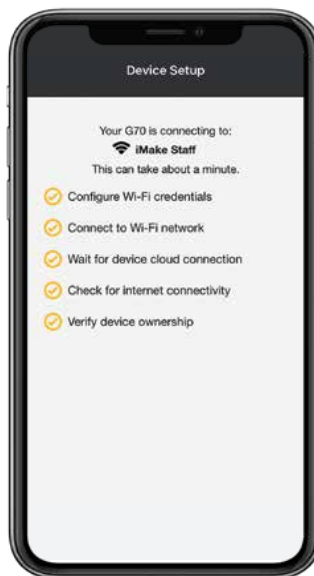 Device Setup
Your G70 is connecting to:
iMake Staff
This can take about a minute.
Configure Wi-Fi credentials
Connect to Wi-Fi network
Wait for device cloud connection
Check for internet connectivity
Verify device ownership